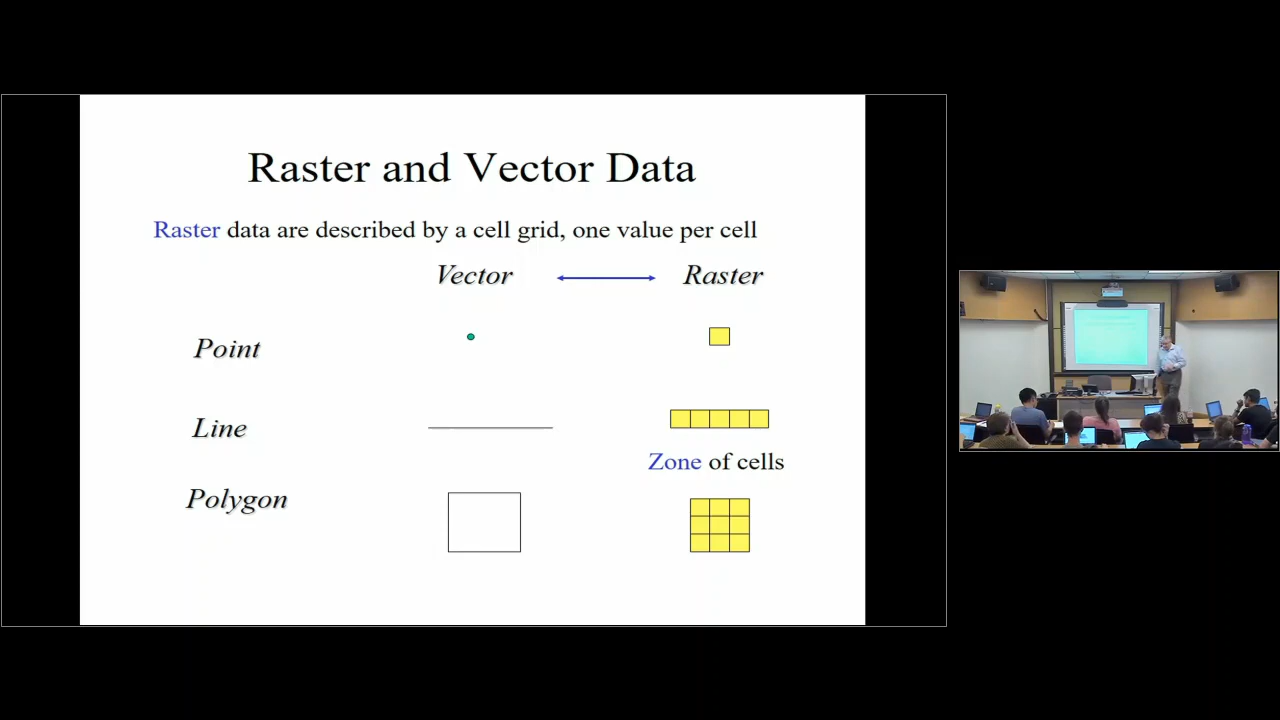 Raster and Vector Data
Raster data are described by a cell grid, one value per cell
Vector Raster
Point
Line
Zone of cells
Polygon